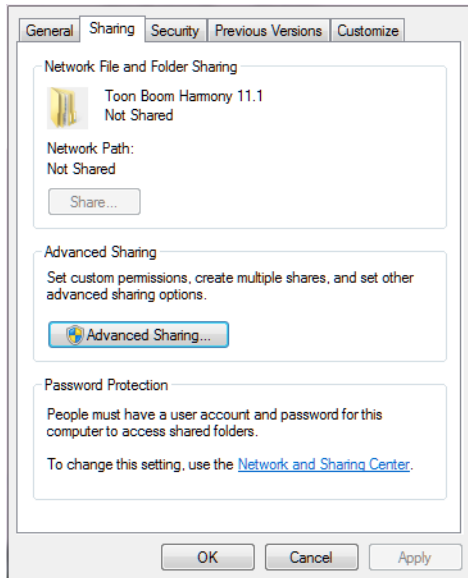 General Sharing Security Previous Versions Customize
Network File and Folder Sharing
Toon Boom Harmony 11.1
Not Shared
Network Path:
Not Shared
Share...
Advanced Sharing
Set custom permissions, create multiple shares, and set other
advanced sharing options.
Advanced Sharing...
Password Protection
People must have a user account and password for this
computer to access shared folders.
To change this setting, use the Network and Sharing Center.
OK Cancel Apply